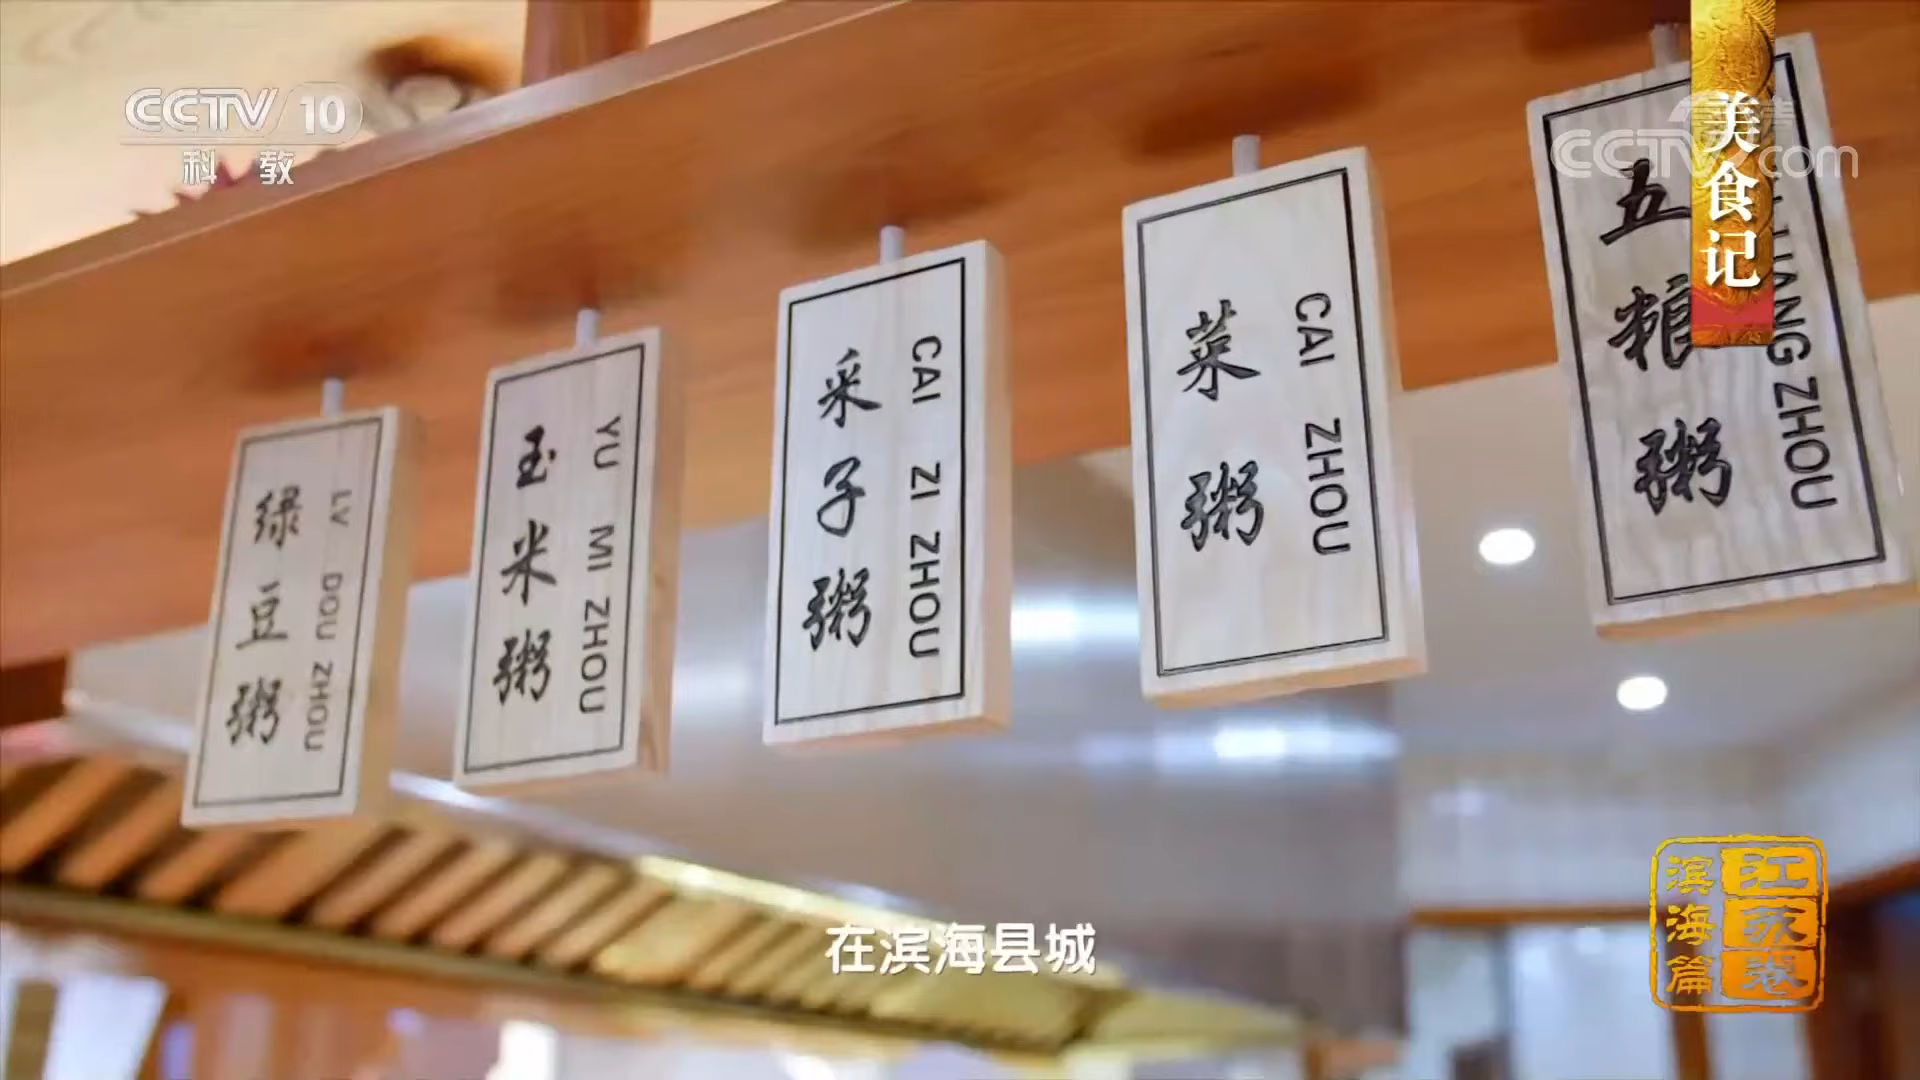 CCTV 10
科教
美食记
CCTV.com
绿豆粥
LV DOU ZHOU
玉米粥
YU MI ZHOU
采子粥
CAI ZI ZHOU
菜粥
CAI ZHOU
五粮粥
LIANG ZHOU
江苏卷
滨海篇
在滨海县城